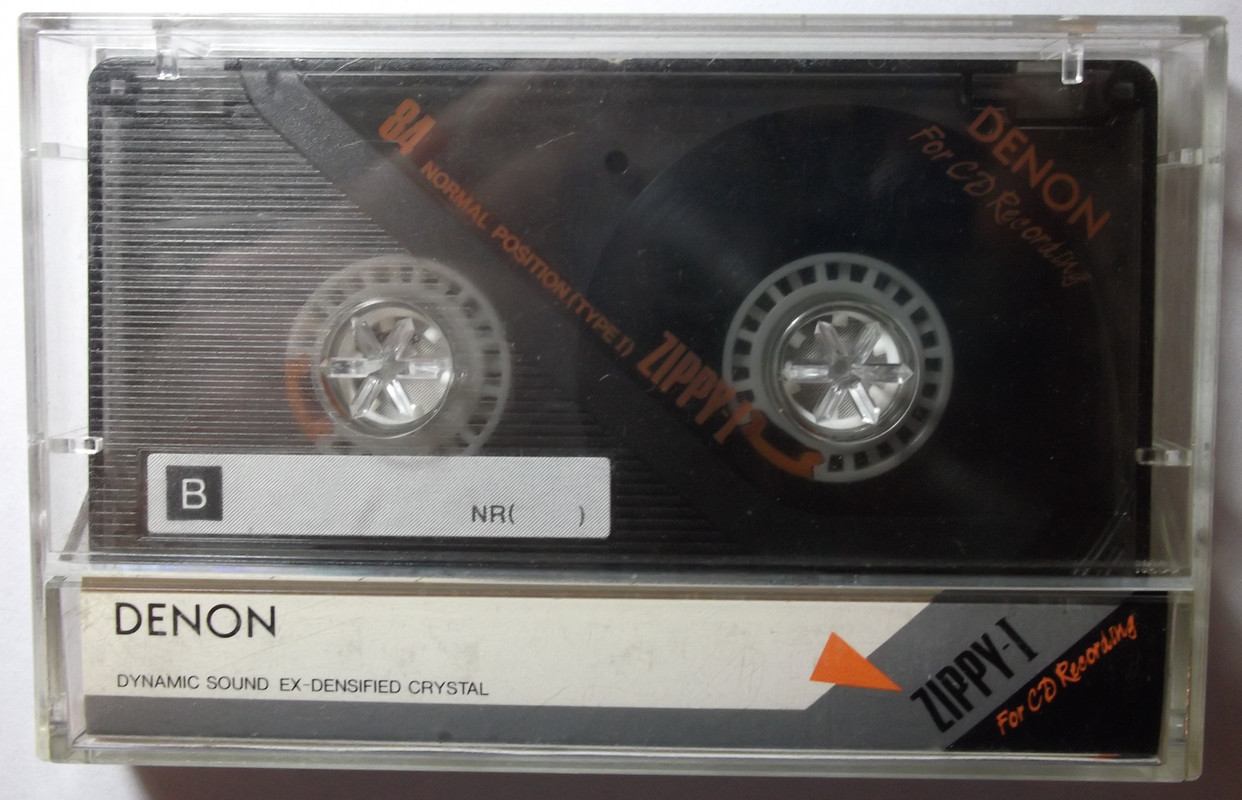 84 NORMAL POSITION (TYPE I) ZIPPY-I
DENON
For CD Recording
B
NR( )
DENON
DYNAMIC SOUND EX-DENSIFIED CRYSTAL
ZIPPY-I
For CD Recording